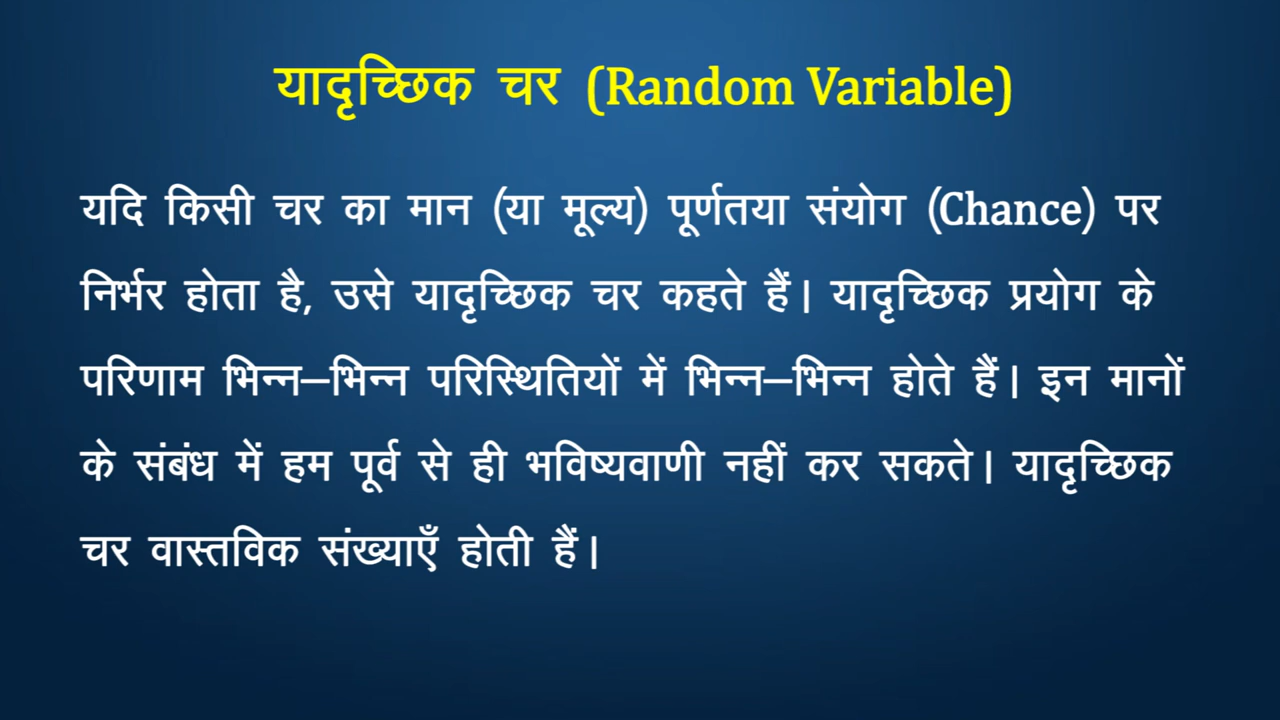 यादृच्छिक चर (Random Variable)
यदि किसी चर का मान (या मूल्य) पूर्णतया संयोग (Chance) पर
निर्भर होता है, उसे यादृच्छिक चर कहते हैं। यादृच्छिक प्रयोग के
परिणाम भिन्न–भिन्न परिस्थितियों में भिन्न–भिन्न होते हैं। इन मानों
के संबंध में हम पूर्व से ही भविष्यवाणी नहीं कर सकते। यादृच्छिक
चर वास्तविक संख्याएँ होती हैं।